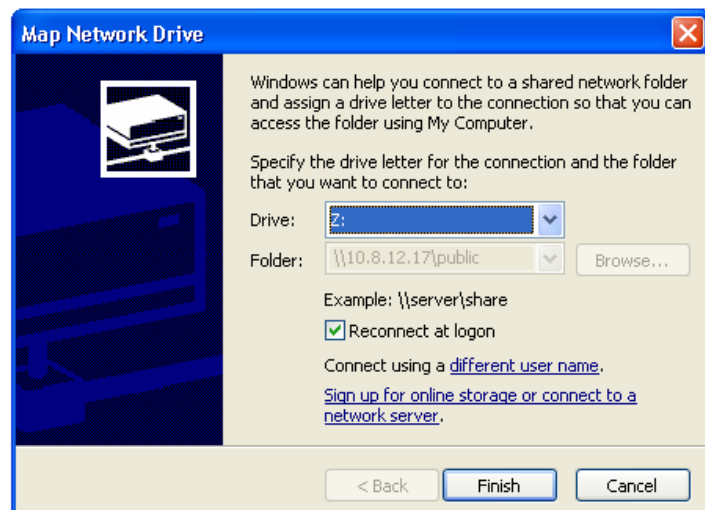 Map Network Drive
Windows can help you connect to a shared network folder
and assign a drive letter to the connection so that you can
access the folder using My Computer.
Specify the drive letter for the connection and the folder
that you want to connect to:
Drive: Z:
Folder: \\10.8.12.17\public Browse...
Example: \\server\share
Reconnect at logon
Connect using a different user name.
Sign up for online storage or connect to a
network server.
< Back Finish Cancel